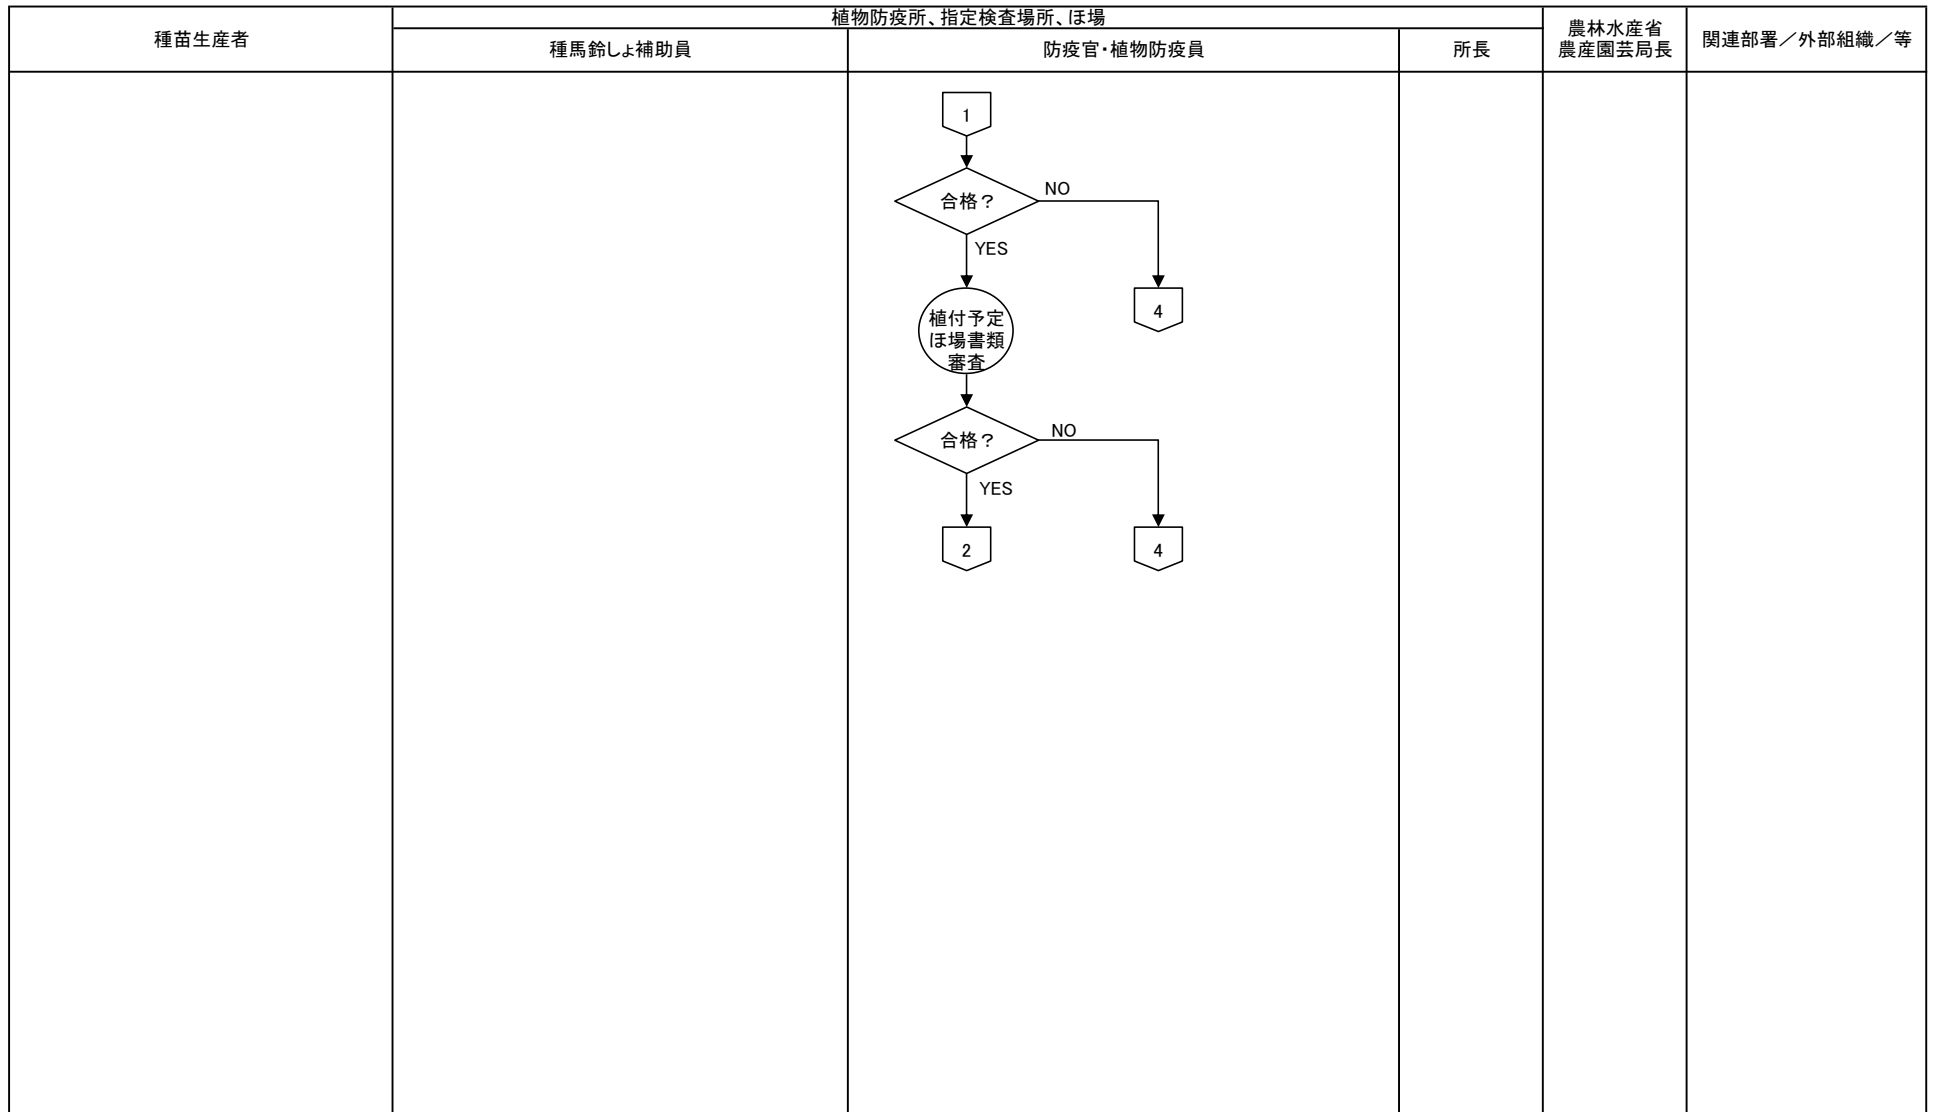 種苗生産者
植物防疫所、指定検査場所、ほ場
種馬鈴しょ補助員
防疫官・植物防疫員
所長
農林水産省
農産園芸局長
関連部署／外部組織／等
1
合格？
NO
YES
植付予定
ほ場書類
審査
4
合格？
NO
YES
2
4